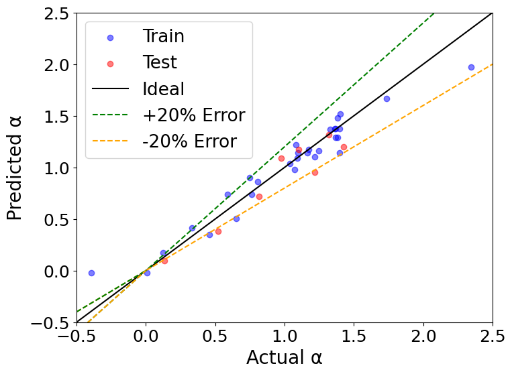 2.5
2.0
1.5
1.0
0.5
0.0
−0.5
Predicted α
Train
Test
Ideal
+20% Error
-20% Error
−0.5 0.0 0.5 1.0 1.5 2.0 2.5
Actual α